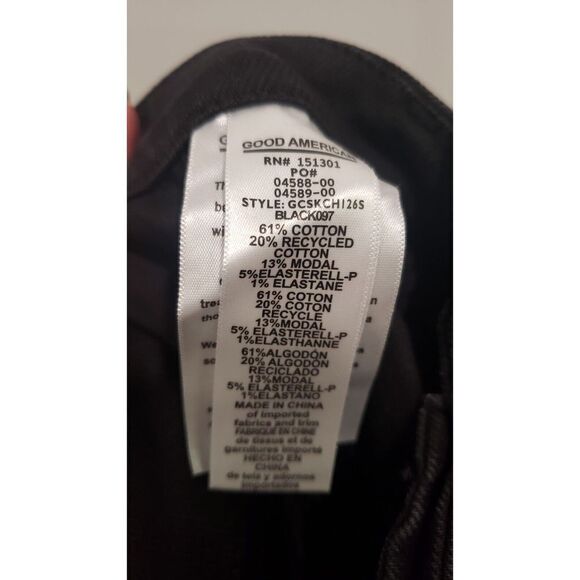 GOOD AMERICAN
RN# 151301
PO#
04588-00
04589-00
STYLE: GCSKCH126S
BLACK097
61% COTTON
20% RECYCLED
COTTON
13% MODAL
5%ELASTERELL-P
1% ELASTANE
61% COTON
20% COTON
RECYCLE
13%MODAL
5% ELASTERELL-P
1%ELASTHANNE
61%ALGODÓN
20% ALGODÓN
RECICLADO
13%MODAL
5% ELASTERELL-P
1%ELASTANO
MADE IN CHINA
of imported
fabrics and trim
FABRIQUÉ EN CHINE
de tissus et de
garnitures importé
HECHO EN
CHINA
de tela y adornos
importados